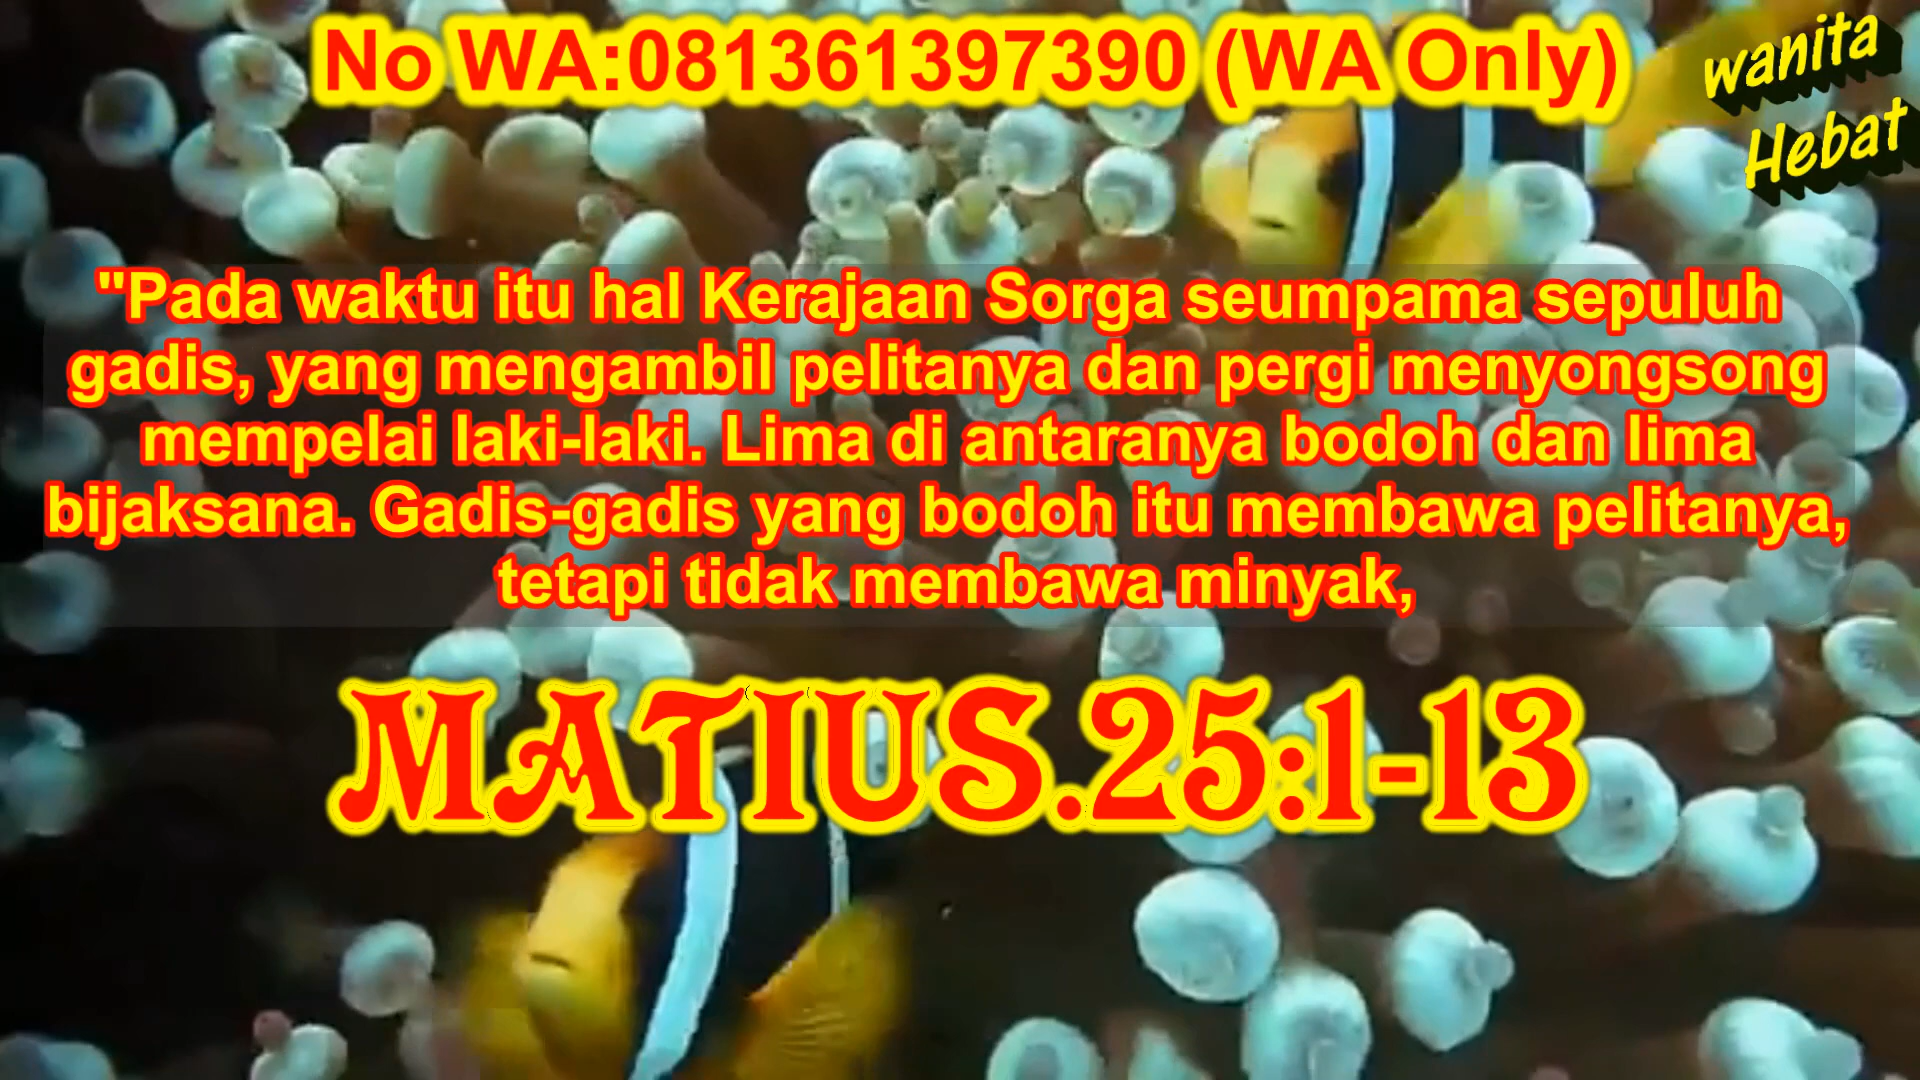 No WA:081361397390 (WA Only)
wanita
Hebat
"Pada waktu itu hal Kerajaan Sorga seumpama sepuluh
gadis, yang mengambil pelitanya dan pergi menyongsong
mempelai laki-laki. Lima di antaranya bodoh dan lima
bijaksana. Gadis-gadis yang bodoh itu membawa pelitanya,
tetapi tidak membawa minyak,
MATIUS.25:1-13